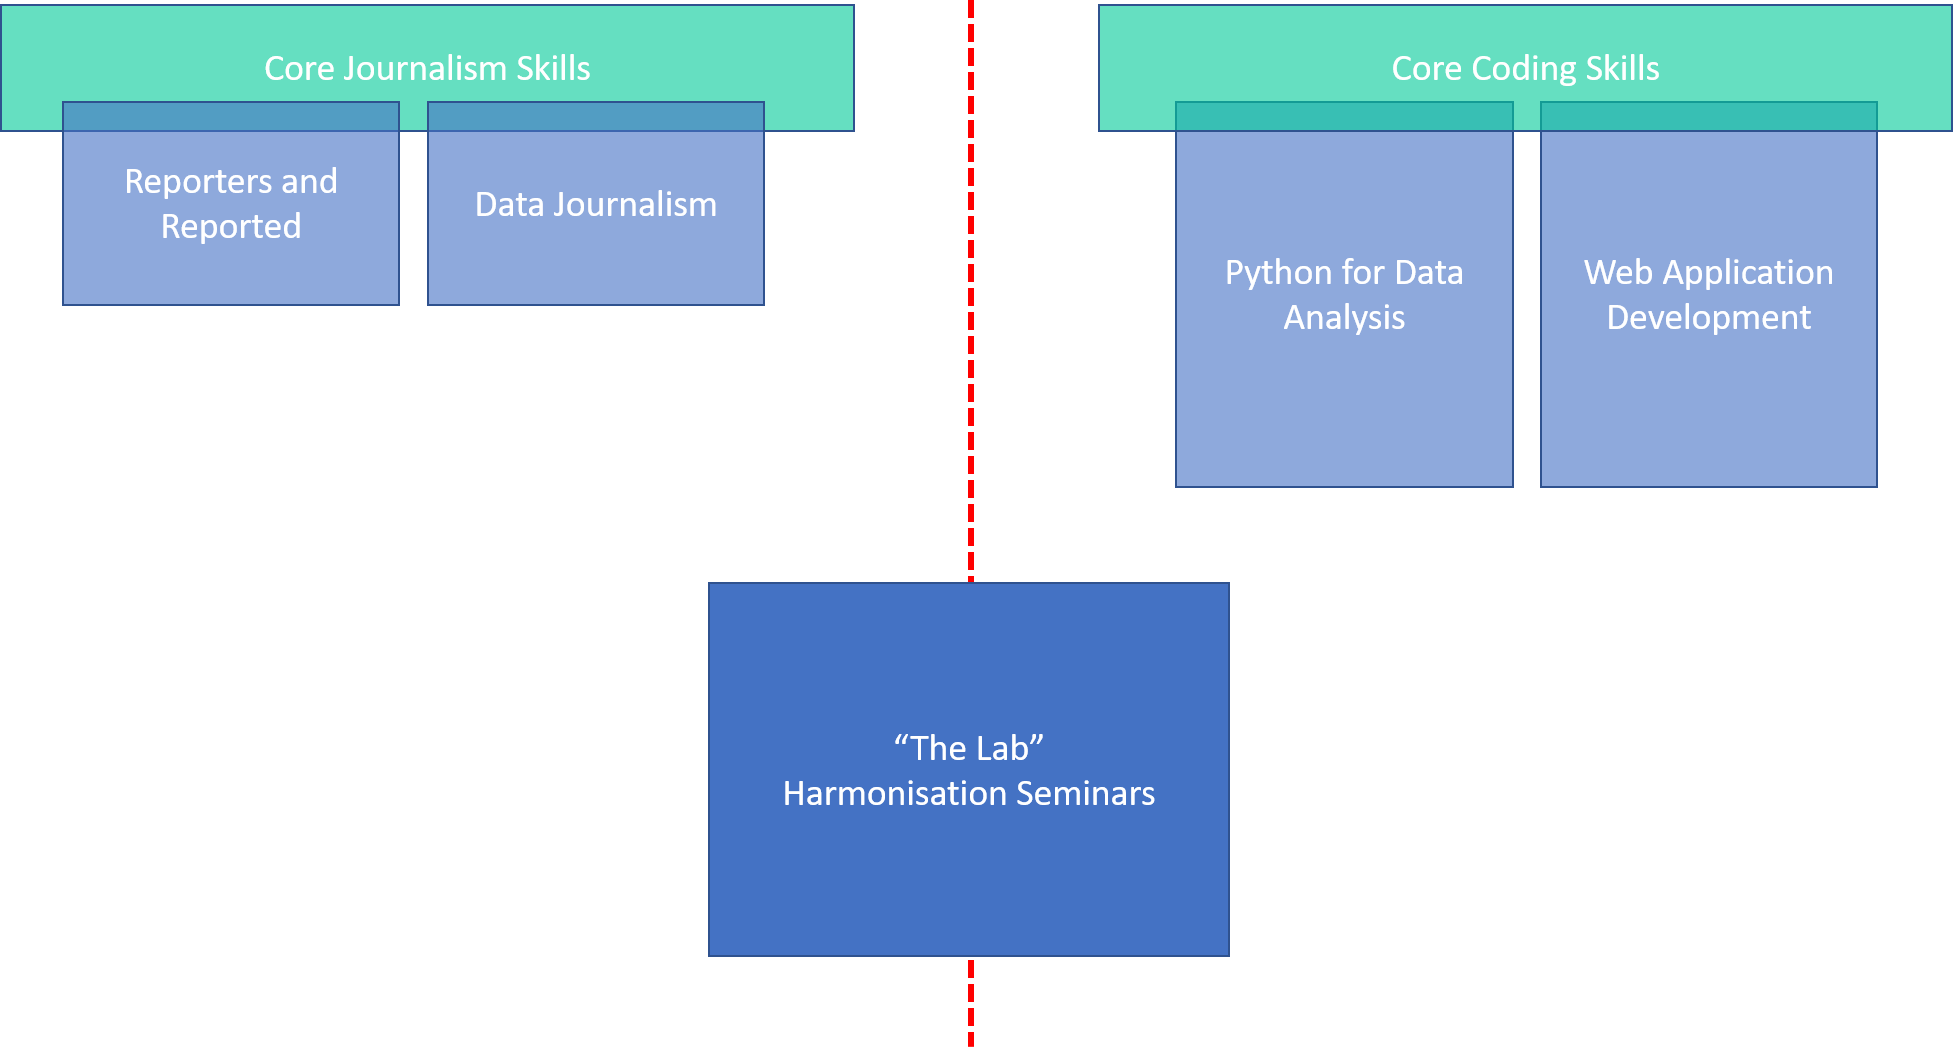 Core Journalism Skills
Reporters and
Reported
Data Journalism
Core Coding Skills
Python for Data
Analysis
Web Application
Development
“The Lab”
Harmonisation Seminars